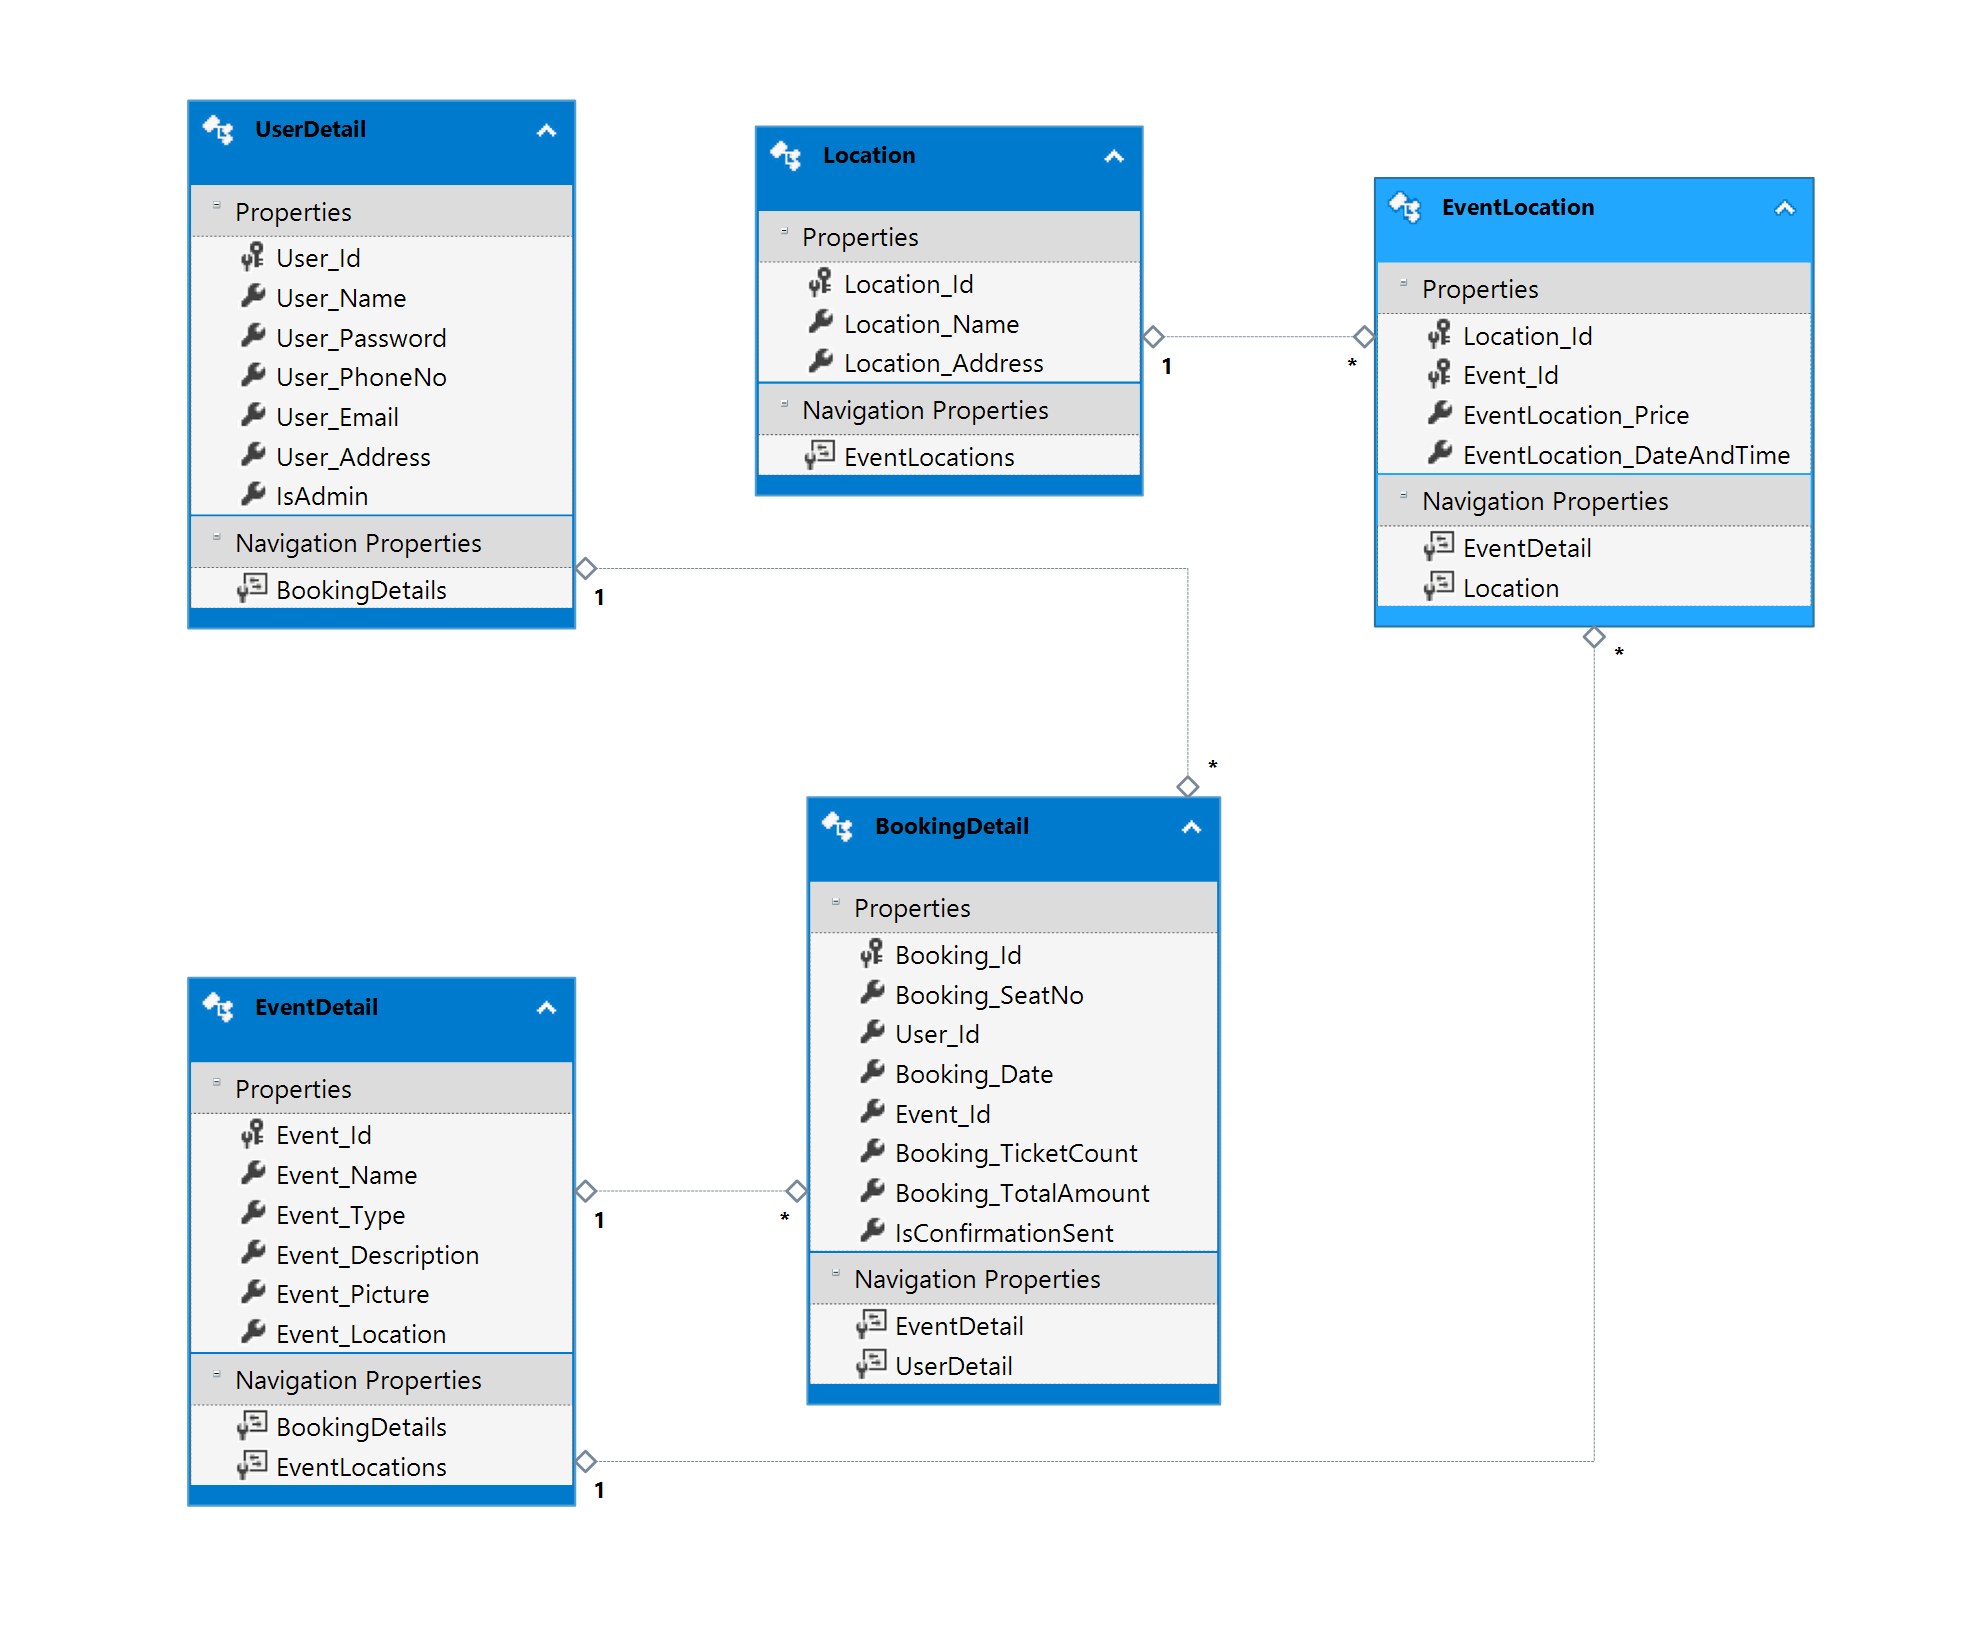 UserDetail
Properties
User_Id
User_Name
User_Password
User_PhoneNo
User_Email
User_Address
IsAdmin
Navigation Properties
BookingDetails
1
Location
Properties
Location_Id
Location_Name
Location_Address
Navigation Properties
EventLocations
1
*
EventLocation
Properties
Location_Id
Event_Id
EventLocation_Price
EventLocation_DateAndTime
Navigation Properties
EventDetail
Location
*
*
BookingDetail
Properties
Booking_Id
Booking_SeatNo
User_Id
Booking_Date
Event_Id
Booking_TicketCount
Booking_TotalAmount
IsConfirmationSent
Navigation Properties
EventDetail
UserDetail
EventDetail
Properties
Event_Id
Event_Name
Event_Type
Event_Description
Event_Picture
Event_Location
Navigation Properties
BookingDetails
EventLocations
1
*
1